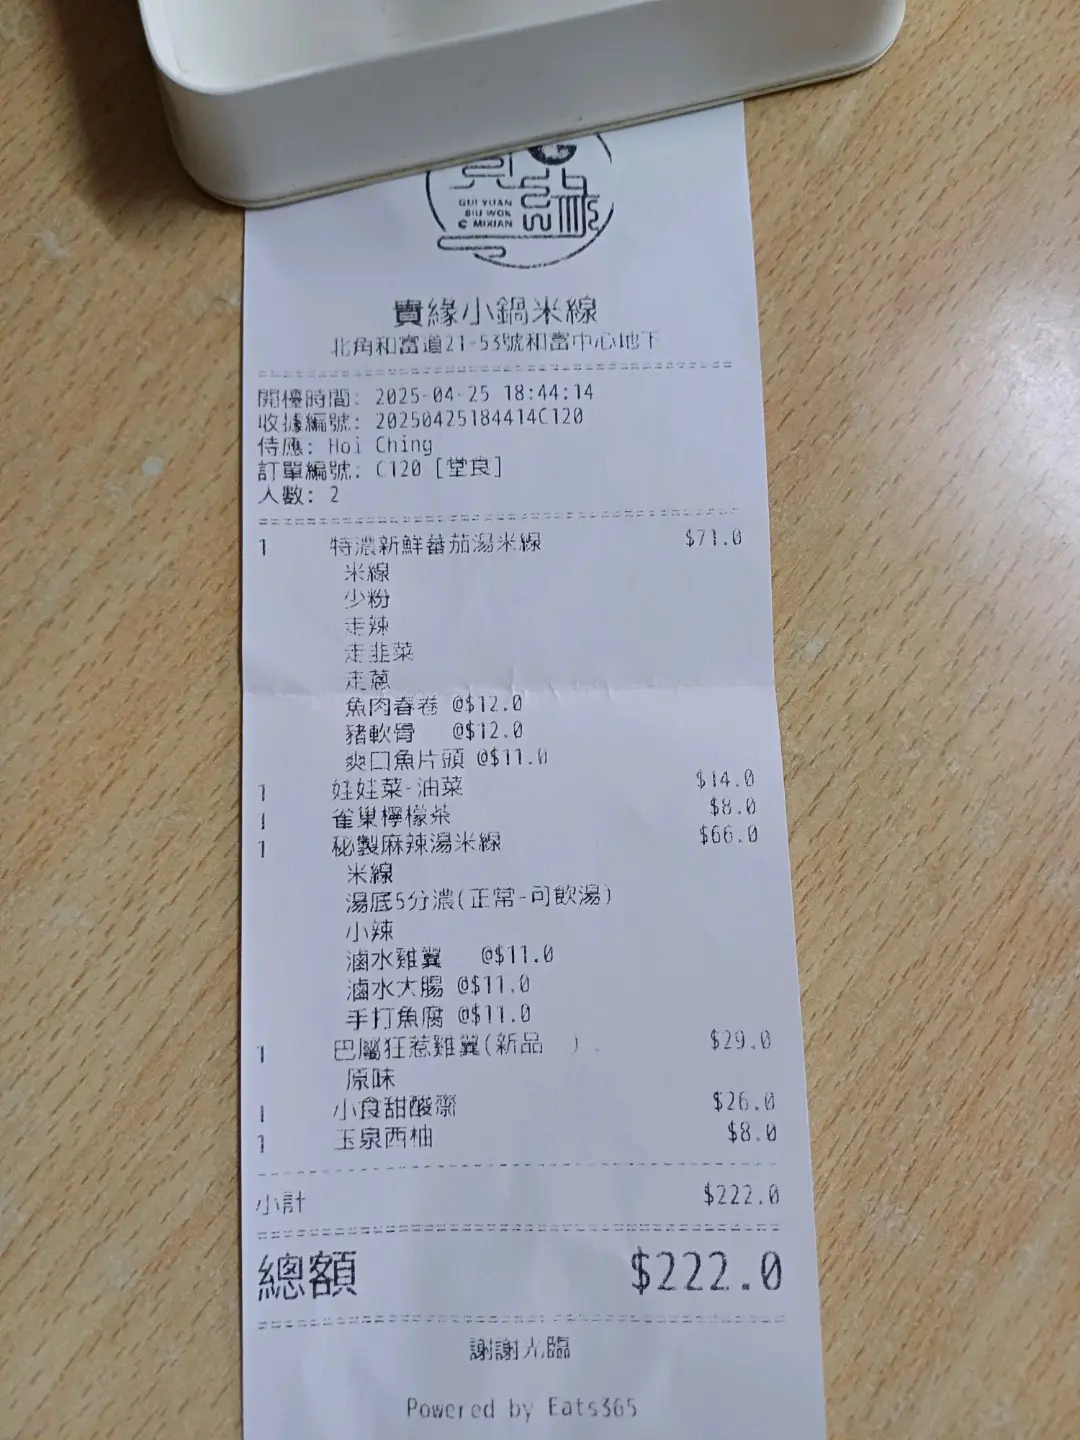 GUI YUAN
SIU WOK
MIXIAN
貴緣小鍋米線
北角和富道21-53號和富中心地下
開檯時間: 2025-04-25 18:44:14
收據編號: 20250425184414C120
侍應: Hoi Ching
訂單編號: C120 [堂食]
人數: 2
1 特濃新鮮蕃茄湯米線 $71.0
米線
少粉
走辣
走韭菜
走蔥
魚肉春卷 @$12.0
豬軟骨 @$12.0
爽口魚片頭 @$11.0
1 娃娃菜-油菜 $14.0
1 雀巢檸檬茶 $8.0
1 秘製麻辣湯米線 $66.0
米線
湯底5分濃(正常-可飲湯)
小辣
滷水雞翼 @$11.0
滷水大腸 @$11.0
手打魚腐 @$11.0
1 巴屬狂惹雞翼(新品 ) $29.0
原味
1 小食甜酸齋 $26.0
1 玉泉西柚 $8.0
小計 $222.0
總額 $222.0
謝謝光臨
Powered by Eats365